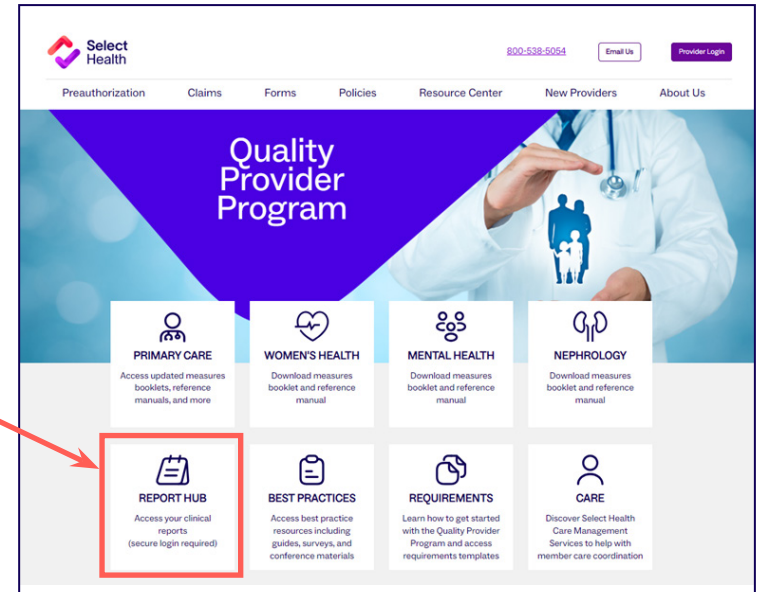 Select
Health
800-538-5054
Email Us
Provider Login
Preauthorization Claims Forms Policies Resource Center New Providers About Us
Quality
Provider
Program
PRIMARY CARE
Access updated measures
booklets, reference
manuals, and more
WOMEN'S HEALTH
Download measures
booklet and reference
manual
MENTAL HEALTH
Download measures
booklet and reference
manual
NEPHROLOGY
Download measures
booklet and reference
manual
REPORT HUB
Access your clinical
reports
(secure login required)
BEST PRACTICES
Access best practice
resources including
guides, surveys, and
conference materials
REQUIREMENTS
Learn how to get started
with the Quality Provider
Program and access
requirements templates
CARE
Discover Select Health
Care Management
Services to help with
member care coordination